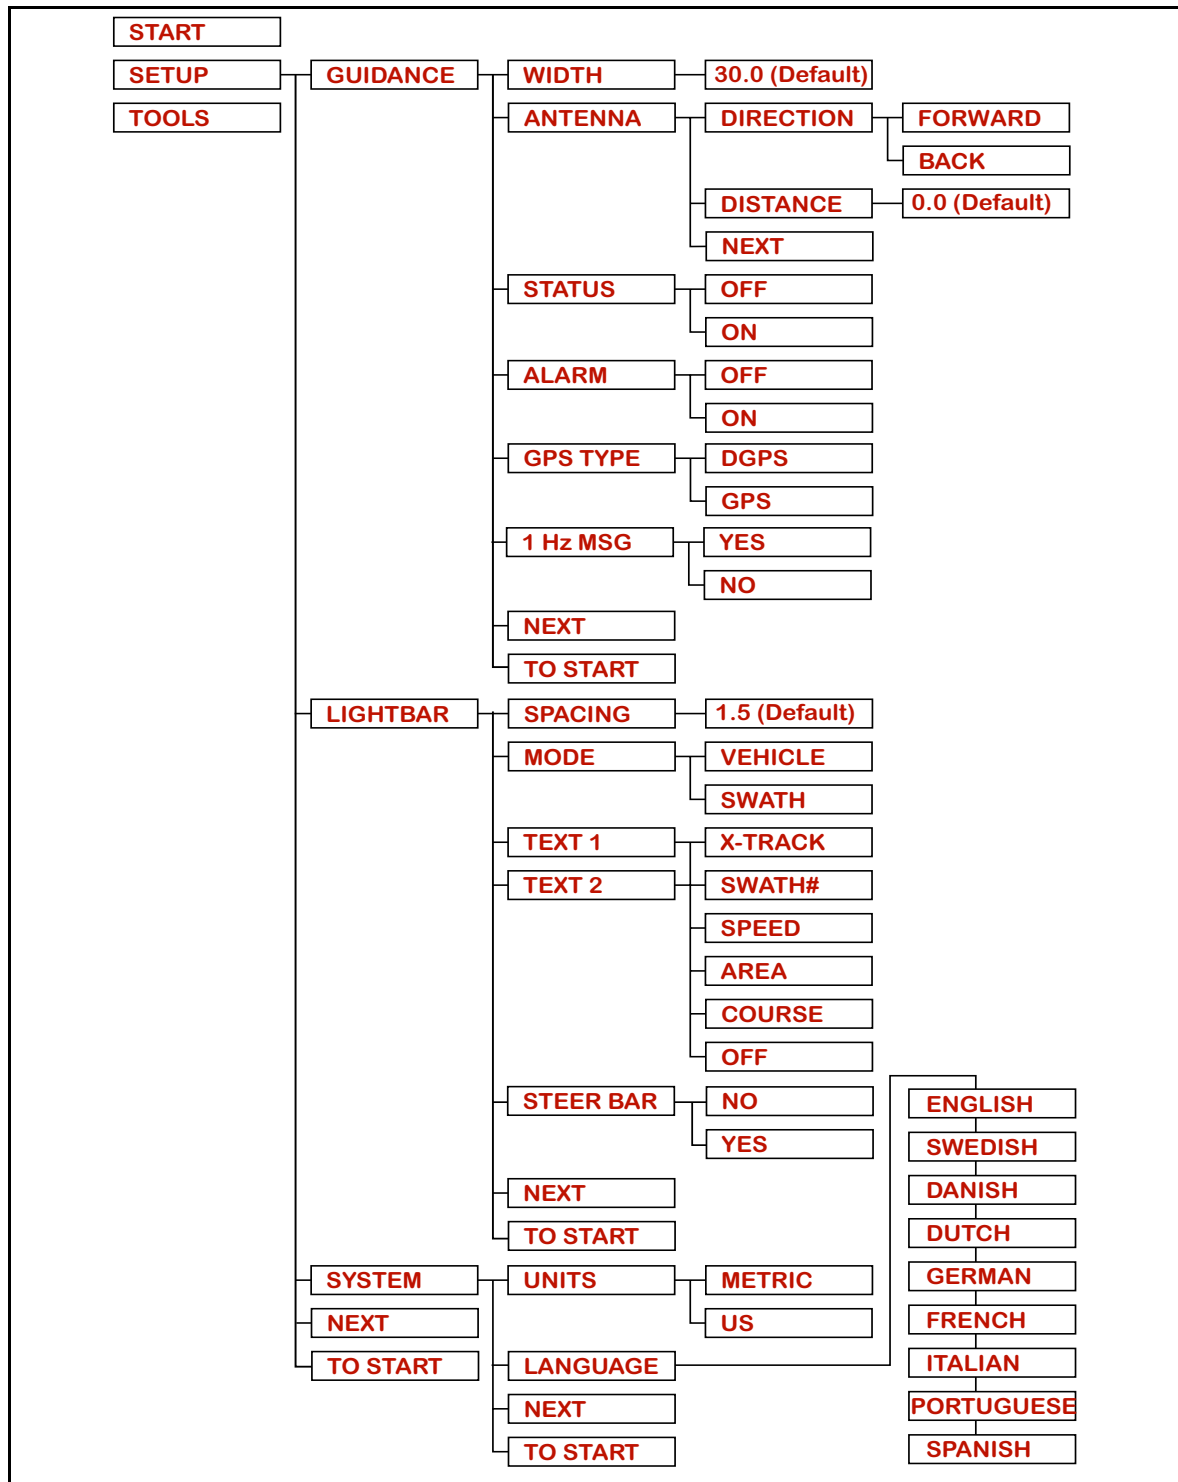 START
SETUP
GUIDANCE
WIDTH
30.0 (Default)
TOOLS
ANTENNA
DIRECTION
FORWARD
BACK
DISTANCE
0.0 (Default)
NEXT
STATUS
OFF
ON
ALARM
OFF
ON
GPS TYPE
DGPS
GPS
1 Hz MSG
YES
NO
NEXT
TO START
LIGHTBAR
SPACING
1.5 (Default)
MODE
VEHICLE
SWATH
TEXT 1
X-TRACK
TEXT 2
SWATH#
SPEED
AREA
COURSE
OFF
STEER BAR
NO
YES
NEXT
TO START
SYSTEM
UNITS
METRIC
US
NEXT
TO START
LANGUAGE
ENGLISH
SWEDISH
DANISH
DUTCH
GERMAN
FRENCH
ITALIAN
PORTUGUESE
SPANISH
NEXT
TO START